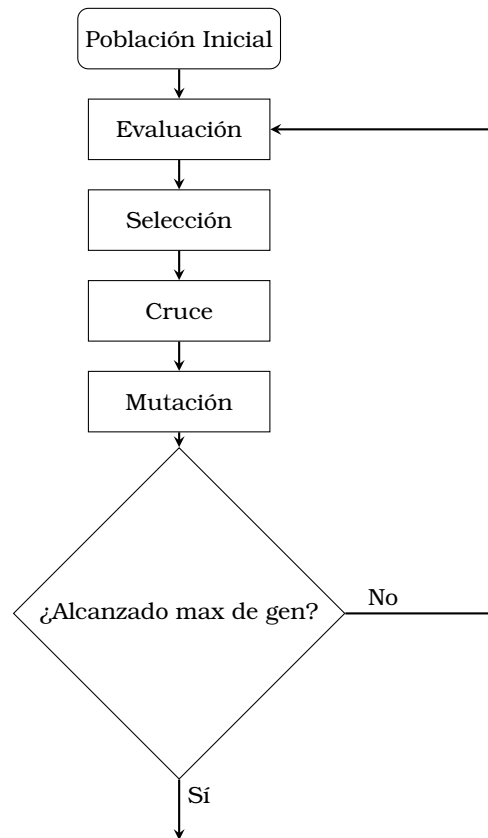 Población Inicial
Evaluación
Selección
Cruce
Mutación
¿Alcanzado max de gen?
No
Sí